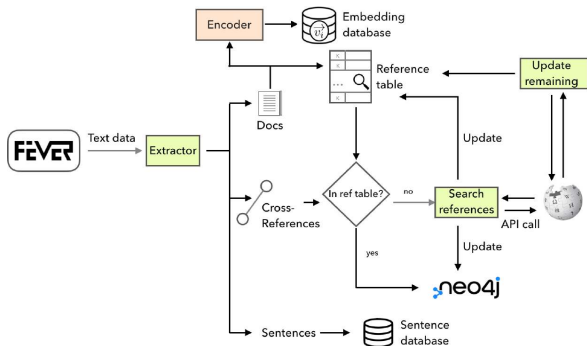 Encoder
Embedding
database
Reference
table
Update
remaining
Docs
FEVER
Text data
Extractor
Update
In ref table?
no
Search
references
Cross-
References
API call
yes
Update
neo4j
Sentences
Sentence
database